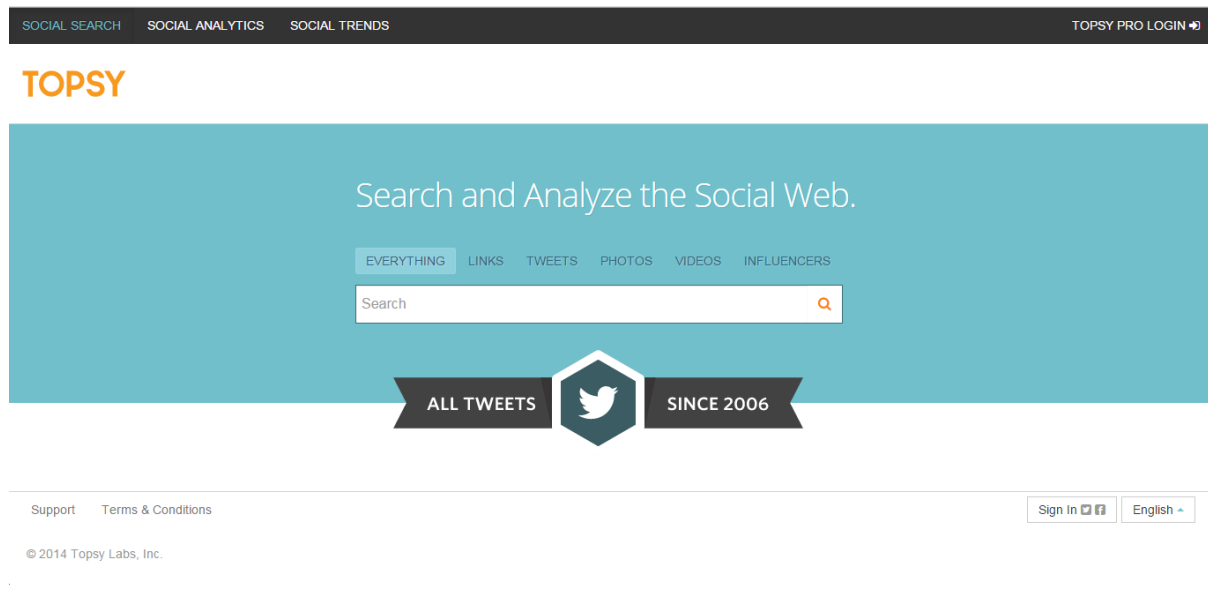 SOCIAL SEARCH SOCIAL ANALYTICS SOCIAL TRENDS TOPSY PRO LOGIN
TOPSY
Search and Analyze the Social Web.
EVERYTHING LINKS TWEETS PHOTOS VIDEOS INFLUENCERS
Search
ALL TWEETS SINCE 2006
Support Terms & Conditions Sign In English
© 2014 Topsy Labs, Inc.